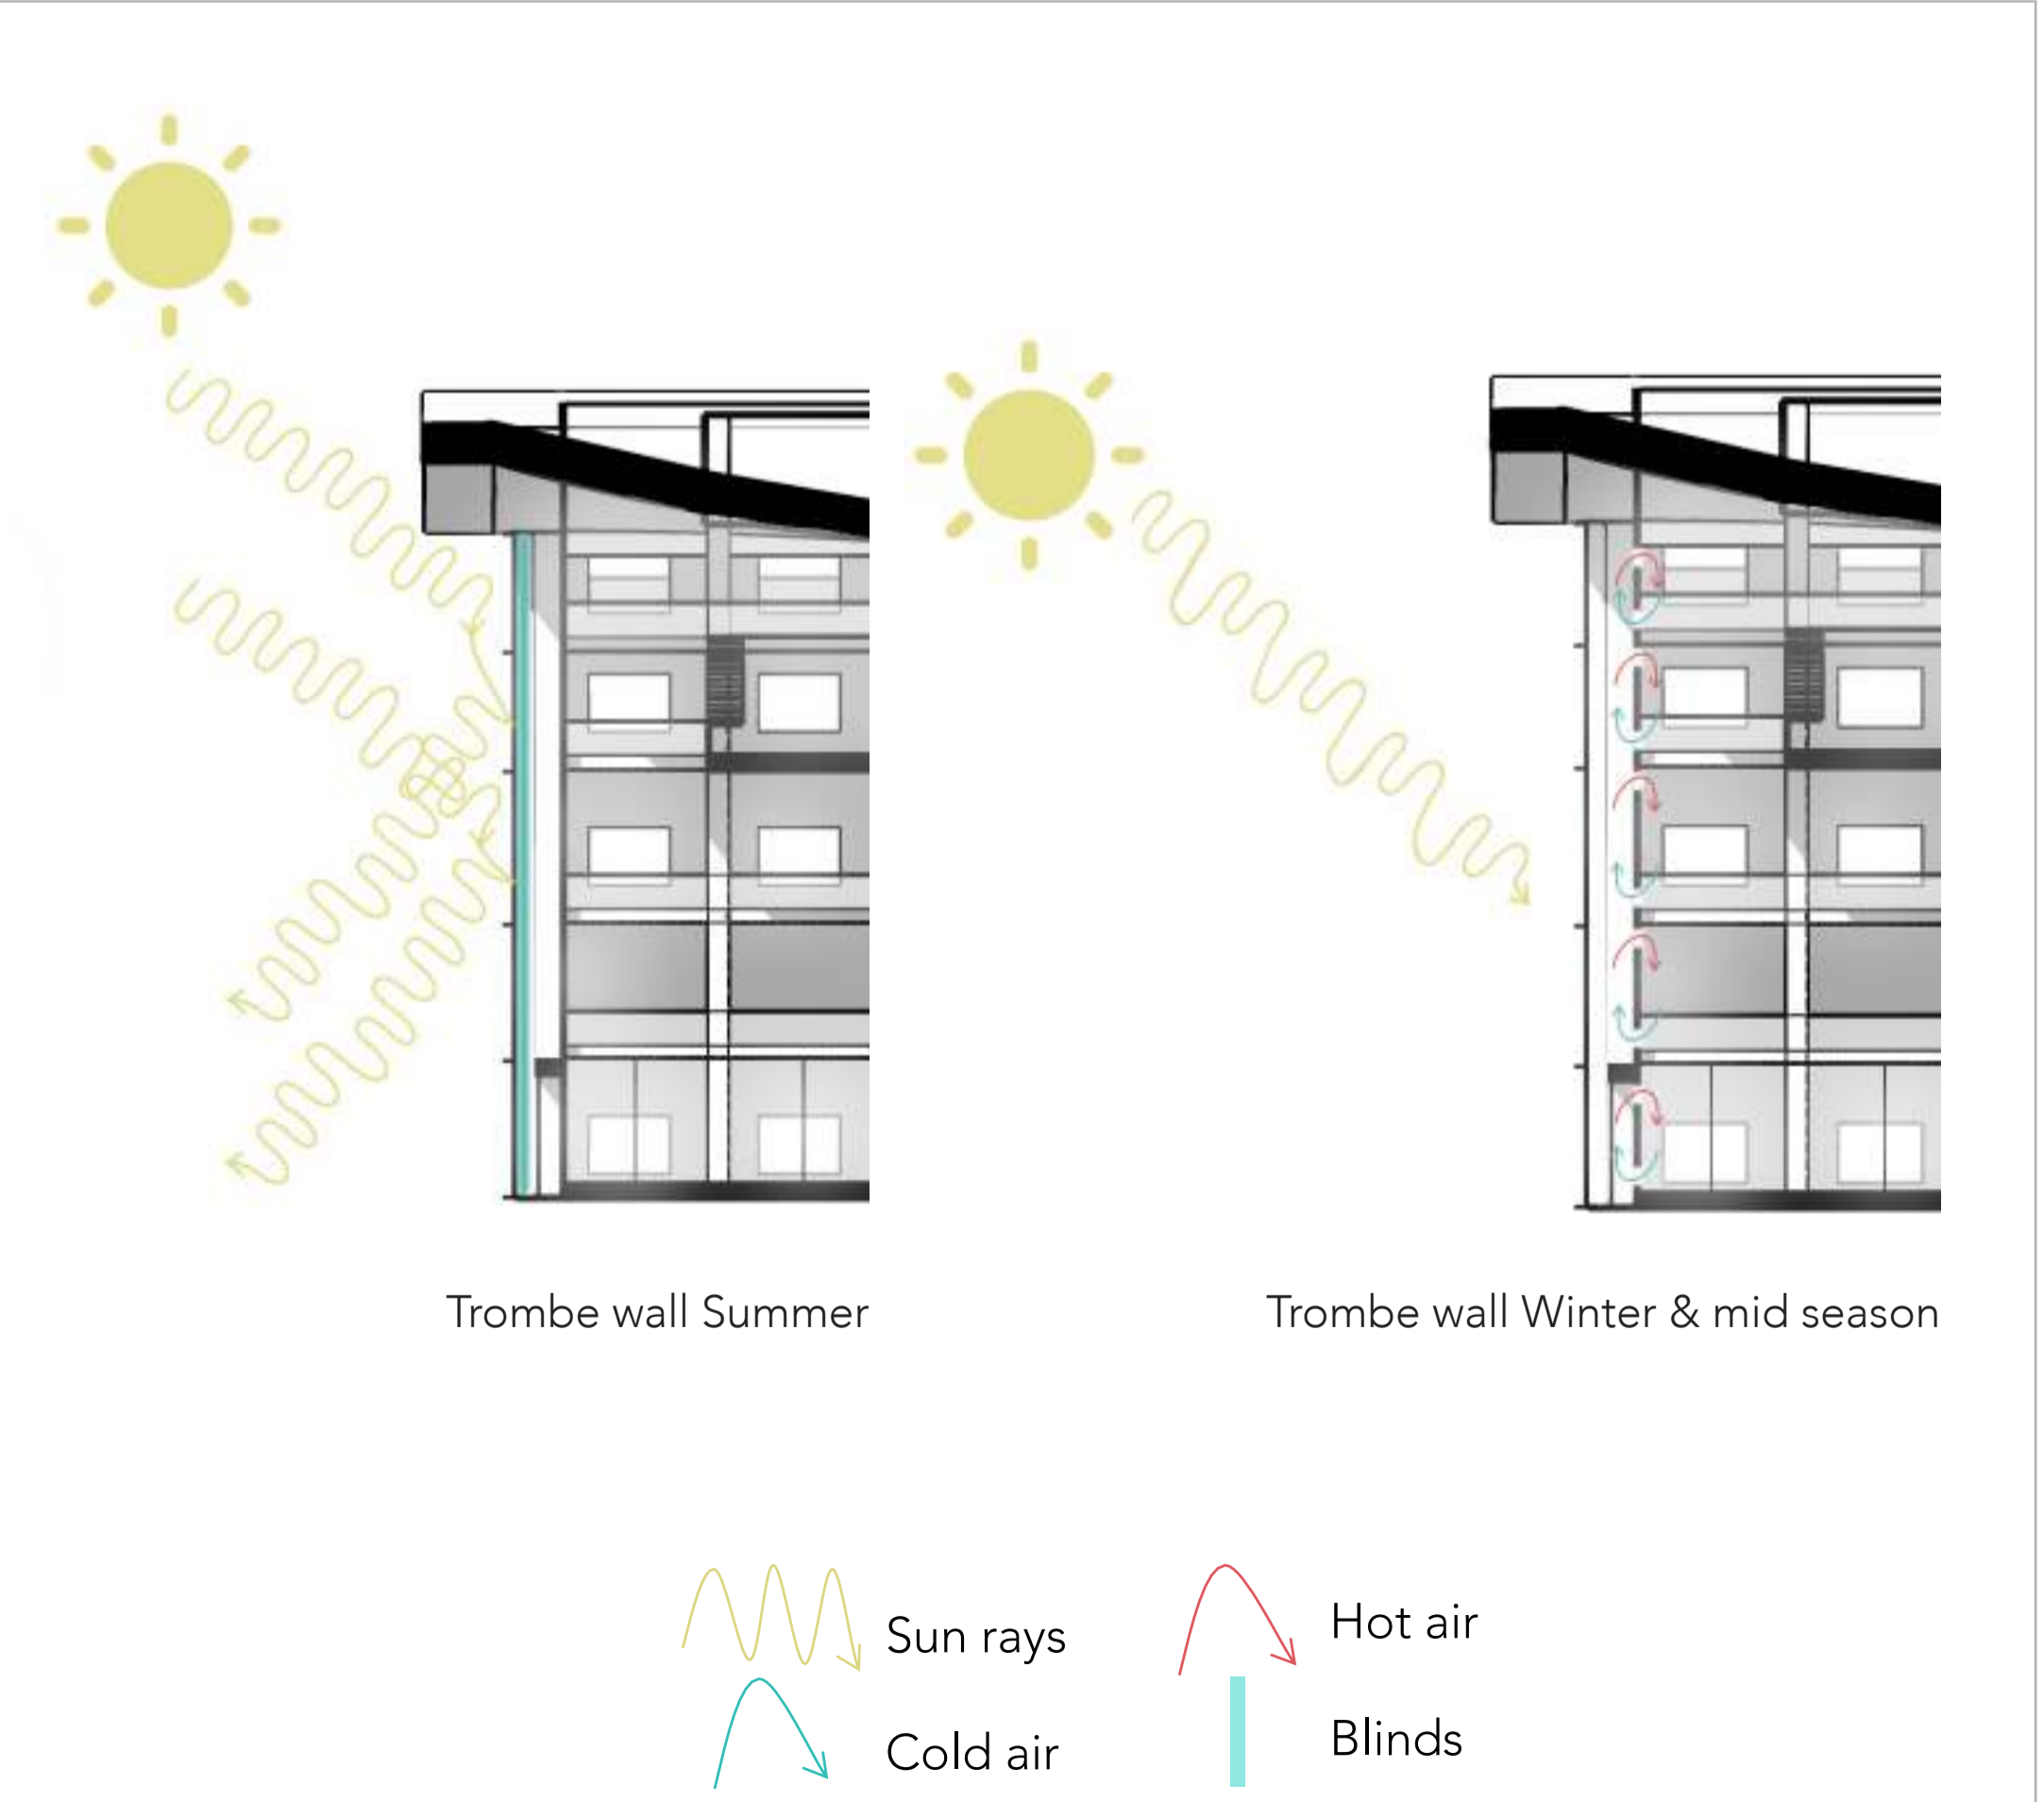 Trombe wall Summer
Trombe wall Winter & mid season
Sun rays
Hot air
Cold air
Blinds